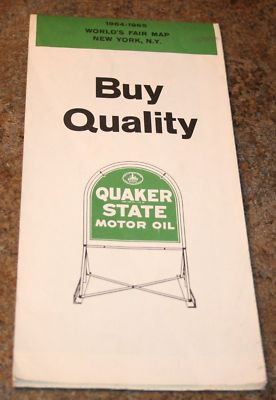 1964-1965
WORLD'S FAIR MAP
NEW YORK, N.Y.
Buy
Quality
QUAKER
STATE
MOTOR OIL